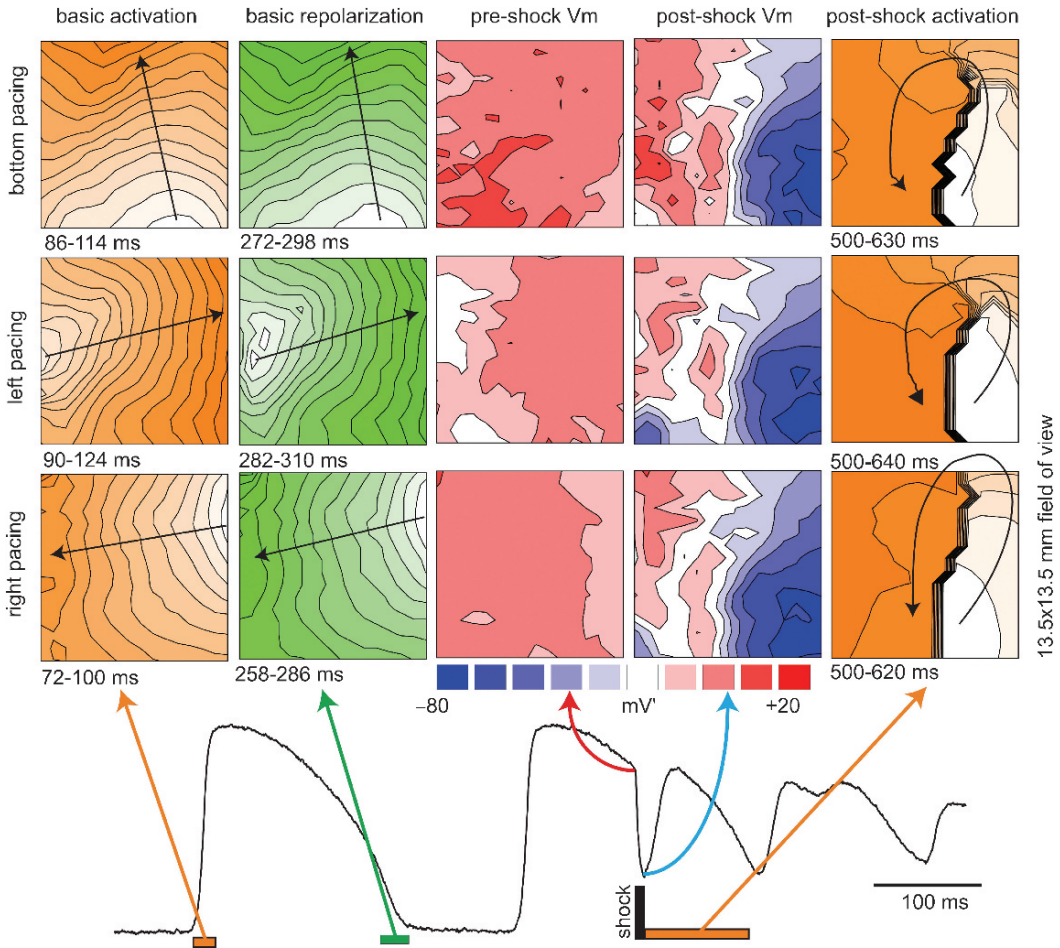 basic activation
basic repolarization
pre-shock Vm
post-shock Vm
post-shock activation
bottom pacing
86-114 ms
272-298 ms
500-630 ms
left pacing
90-124 ms
282-310 ms
500-640 ms
right pacing
72-100 ms
258-286 ms
500-620 ms
13.5x13.5 mm field of view
−80
mV'
+20
shock
100 ms